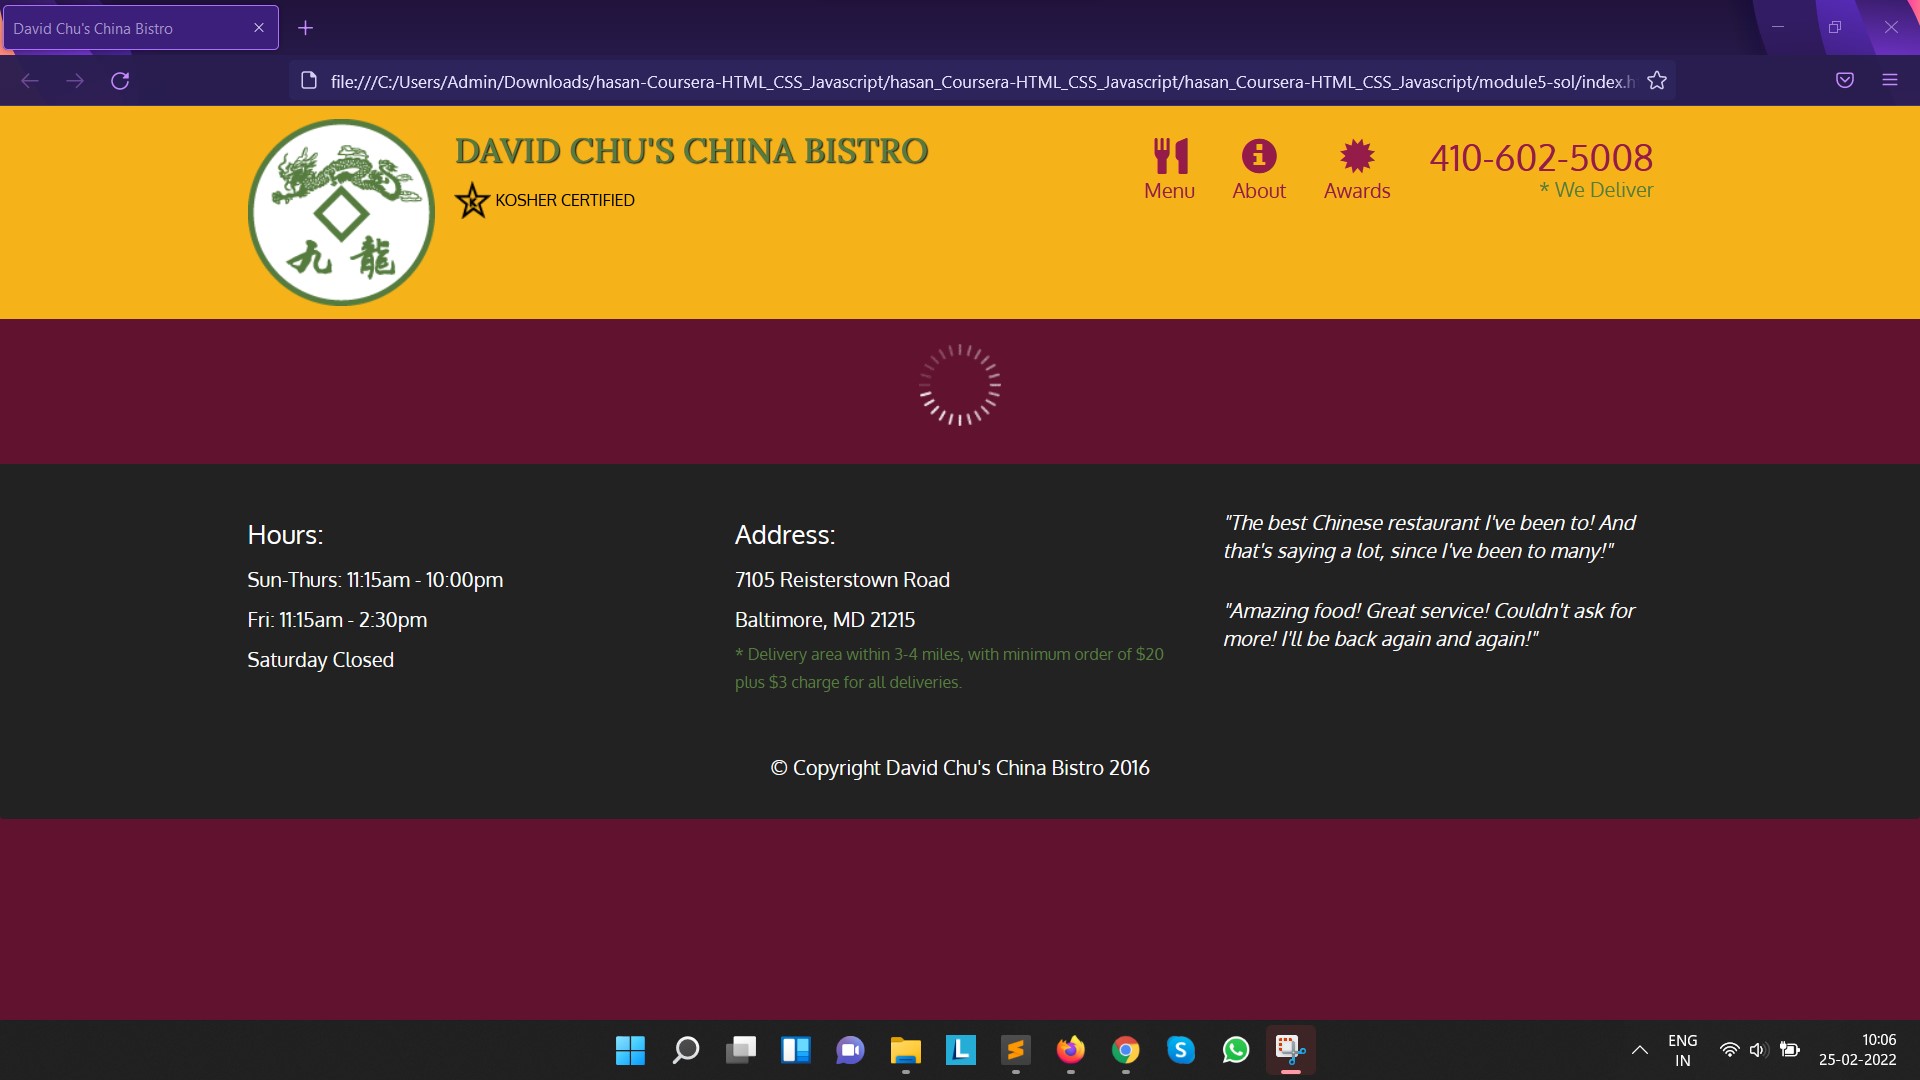 David Chu's China Bistro
file:///C:/Users/Admin/Downloads/hasan-Coursera-HTML_CSS_Javascript/hasan_Coursera-HTML_CSS_Javascript/hasan_Coursera-HTML_CSS_Javascript/module5-sol/index.h
九 龍
DAVID CHU'S CHINA BISTRO
K KOSHER CERTIFIED
Menu
About
Awards
410-602-5008
* We Deliver
Hours:
Sun-Thurs: 11:15am - 10:00pm
Fri: 11:15am - 2:30pm
Saturday Closed
Address:
7105 Reisterstown Road
Baltimore, MD 21215
* Delivery area within 3-4 miles, with minimum order of $20
plus $3 charge for all deliveries.
"The best Chinese restaurant I've been to! And
that's saying a lot, since I've been to many!"
"Amazing food! Great service! Couldn't ask for
more! I'll be back again and again!"
© Copyright David Chu's China Bistro 2016
L
S
S
ENG
IN
10:06
25-02-2022